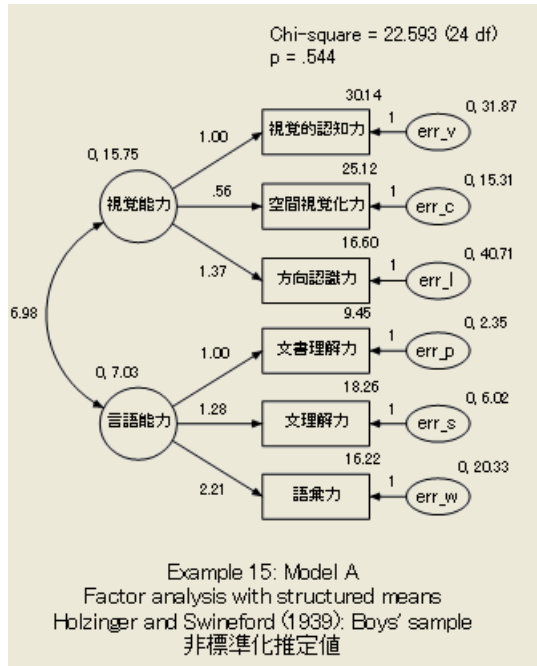 Chi-square = 22.593 (24 df)
p = .544
30.14
0, 31.87
1.00
視覚的認知力
1
err_v
0, 15.75
25.12
0, 15.31
視覚能力
.56
空間視覚化力
1
err_c
16.60
0, 40.71
1.37
方向認識力
1
err_l
6.98
9.45
0, 2.35
1.00
文書理解力
1
err_p
0, 7.03
18.26
0, 6.02
言語能力
1.28
文理解力
1
err_s
16.22
0, 20.33
2.21
語彙力
1
err_w
Example 15: Model A
Factor analysis with structured means
Holzinger and Swineford (1939): Boys' sample
非標準化推定値